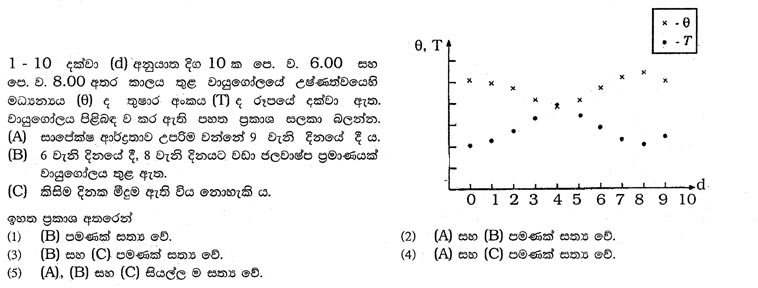 1 - 10 දක්වා (d) අනුයාත දින 10 ක පෙ. ව. 6.00 සහ
පෙ. ව. 8.00 අතර කාලය තුළ වායුගෝලයේ උෂ්ණත්වයෙහි
මධ්‍යන්‍යය (θ) ද තුෂාර අංකය (T) ද රූපයේ දක්වා ඇත.
වායුගෝලය පිළිබඳ ව කර ඇති පහත ප්‍රකාශ සලකා බලන්න.
(A) සාපේක්ෂ ආර්ද්‍රතාව උපරිම වන්නේ 9 වැනි දිනයේ දී ය.
(B) 6 වැනි දිනයේ දී, 8 වැනි දිනයට වඩා ජලවාෂ්ප ප්‍රමාණයක්
වායුගෝලය තුළ ඇත.
(C) කිසිම දිනක මීදුම ඇති විය නොහැකි ය.
θ, T
× - θ
• - T
0 1 2 3 4 5 6 7 8 9 10 d
ඉහත ප්‍රකාශ අතරෙන්
(1) (B) පමණක් සත්‍ය වේ.
(2) (A) සහ (B) පමණක් සත්‍ය වේ.
(3) (B) සහ (C) පමණක් සත්‍ය වේ.
(4) (A) සහ (C) පමණක් සත්‍ය වේ.
(5) (A), (B) සහ (C) සියල්ල ම සත්‍ය වේ.